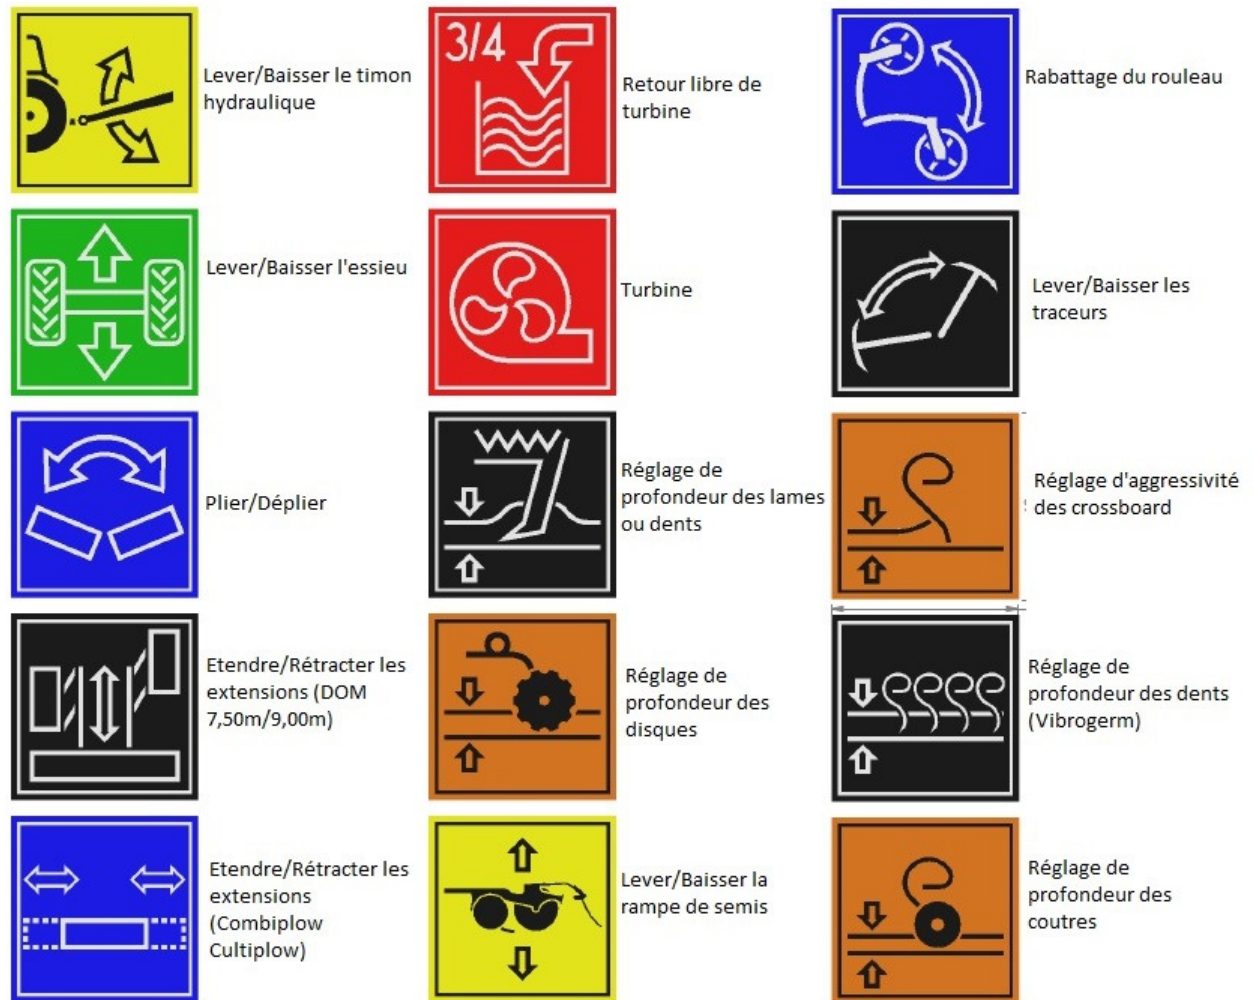 Lever/Baisser le timon
hydraulique
3/4
Retour libre de
turbine
Rabattage du rouleau
Lever/Baisser l'essieu
Turbine
Lever/Baisser les
traceurs
Plier/Déplier
Réglage de
profondeur des lames
ou dents
Réglage d'aggressivité
des crossboard
Etendre/Rétracter les
extensions (DOM
7,50m/9,00m)
Réglage de
profondeur des
disques
Réglage de
profondeur des dents
(Vibrogerm)
Etendre/Rétracter les
extensions
(Combiplow
Cultiplow)
Lever/Baisser la
rampe de semis
Réglage de
profondeur des
coutres